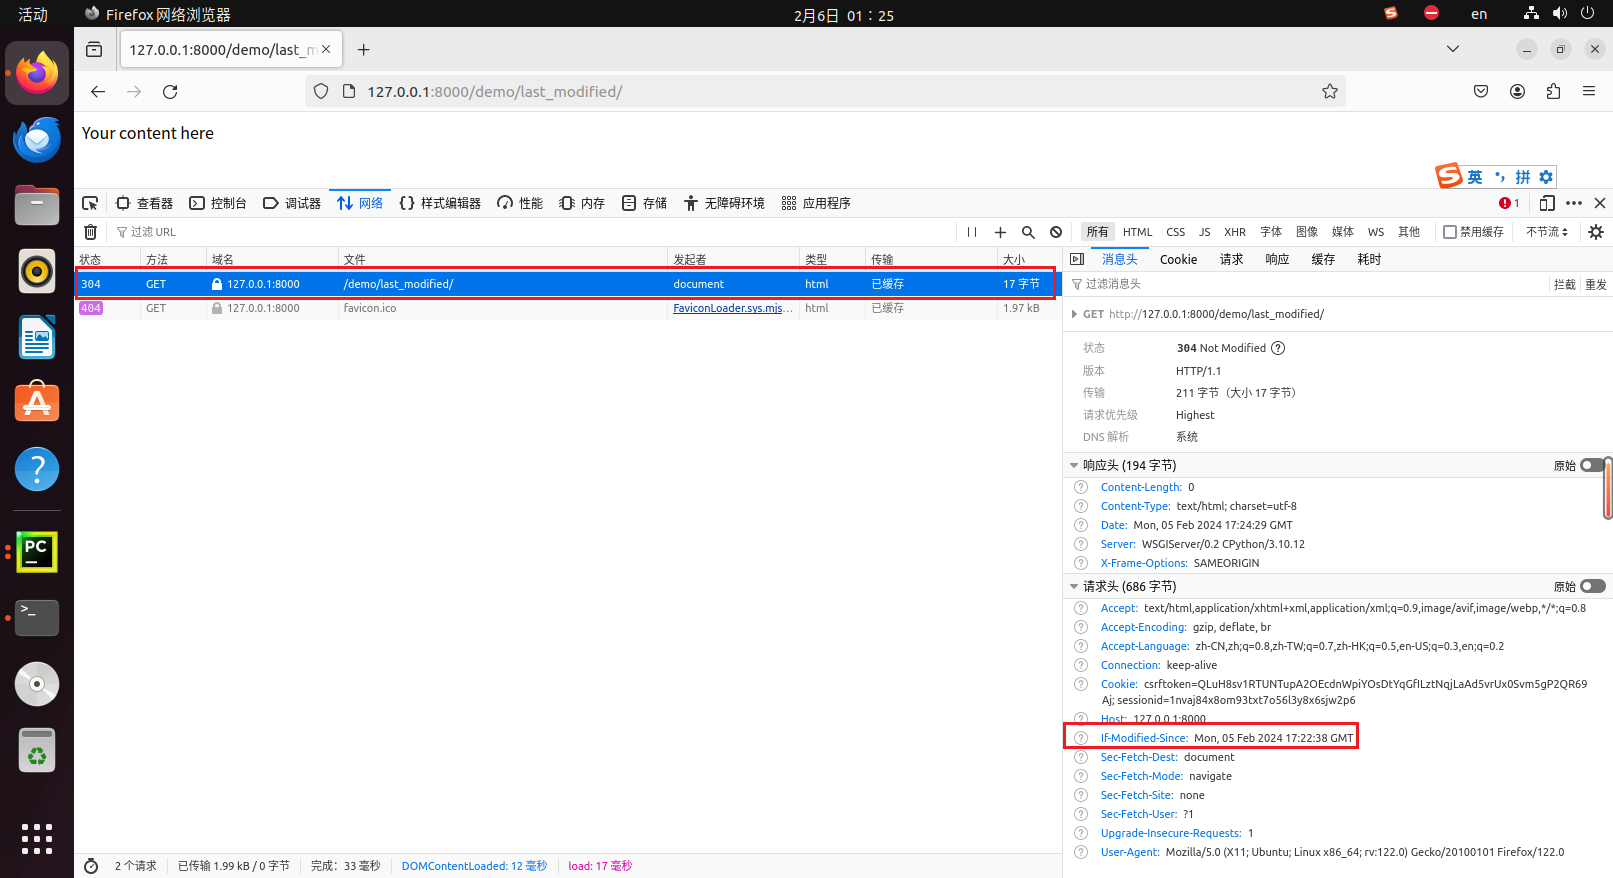 活动
Firefox 网络浏览器
2月6日 01：25
en
127.0.0.1:8000/demo/last_m
127.0.0.1:8000/demo/last_modified/
Your content here
英 拼
查看器 控制台 调试器 网络 样式编辑器 性能 内存 存储 无障碍环境 应用程序 1
过滤 URL
所有 HTML CSS JS XHR 字体 图像 媒体 WS 其他 禁用缓存 不节流
状态 方法 域名 文件 发起者 类型 传输 大小
304 GET 127.0.0.1:8000 /demo/last_modified/ document html 已缓存 17 字节
404 GET 127.0.0.1:8000 favicon.ico FaviconLoader.sys.mjs... html 已缓存 1.97 kB
消息头 Cookie 请求 响应 缓存 耗时
过滤消息头 拦截 重发
GET http://127.0.0.1:8000/demo/last_modified/
状态 304 Not Modified
版本 HTTP/1.1
传输 211 字节（大小 17 字节）
请求优先级 Highest
DNS 解析 系统
响应头 (194 字节) 原始
Content-Length: 0
Content-Type: text/html; charset=utf-8
Date: Mon, 05 Feb 2024 17:24:29 GMT
Server: WSGIServer/0.2 CPython/3.10.12
X-Frame-Options: SAMEORIGIN
请求头 (686 字节) 原始
Accept: text/html,application/xhtml+xml,application/xml;q=0.9,image/avif,image/webp,*/*;q=0.8
Accept-Encoding: gzip, deflate, br
Accept-Language: zh-CN,zh;q=0.8,zh-TW;q=0.7,zh-HK;q=0.5,en-US;q=0.3,en;q=0.2
Connection: keep-alive
Cookie: csrftoken=QLuH8sv1RTUNTupA2OEcdnWpiYOsDtYqGfILztNqjLaAd5vrUx0Svm5gP2QR69
Aj; sessionid=1nvaj84x8om93txt7o56l3y8x6sjw2p6
Host: 127.0.0.1:8000
If-Modified-Since: Mon, 05 Feb 2024 17:22:38 GMT
Sec-Fetch-Dest: document
Sec-Fetch-Mode: navigate
Sec-Fetch-Site: none
Sec-Fetch-User: ?1
Upgrade-Insecure-Requests: 1
User-Agent: Mozilla/5.0 (X11; Ubuntu; Linux x86_64; rv:122.0) Gecko/20100101 Firefox/122.0
PC
2 个请求 已传输 1.99 kB / 0 字节 完成：33 毫秒 DOMContentLoaded: 12 毫秒 load: 17 毫秒